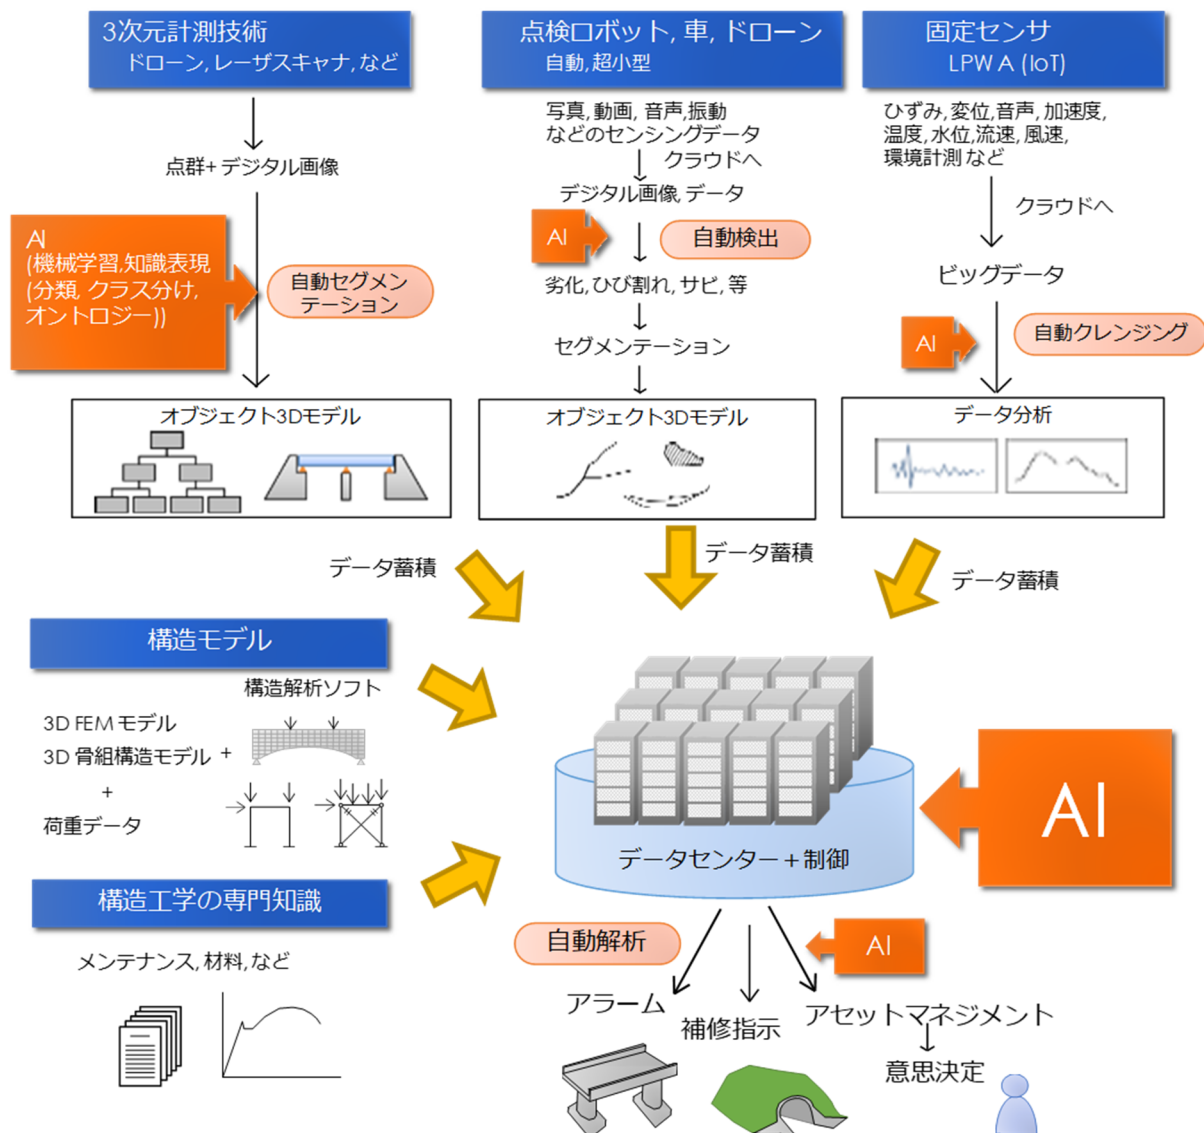 3次元計測技術
ドローン, レーザスキャナ, など
点群+ デジタル画像
AI
(機械学習,知識表現
(分類, クラス分け,
オントロジー))
自動セグメン
テーション
オブジェクト3Dモデル
データ蓄積
点検ロボット, 車, ドローン
自動, 超小型
写真, 動画, 音声,振動
などのセンシングデータ
クラウドへ
デジタル画像, データ
AI
自動検出
劣化, ひび割れ, サビ, 等
セグメンテーション
オブジェクト3Dモデル
データ蓄積
固定センサ
LPWA (IoT)
ひずみ, 変位,音声, 加速度,
温度, 水位,流速, 風速,
環境計測 など
クラウドへ
ビッグデータ
AI
自動クレンジング
データ分析
データ蓄積
構造モデル
構造解析ソフト
3D FEM モデル
3D 骨組構造モデル +
+
荷重データ
構造工学の専門知識
メンテナンス, 材料, など
データセンター + 制御
AI
自動解析
AI
アラーム
補修指示
アセットマネジメント
意思決定